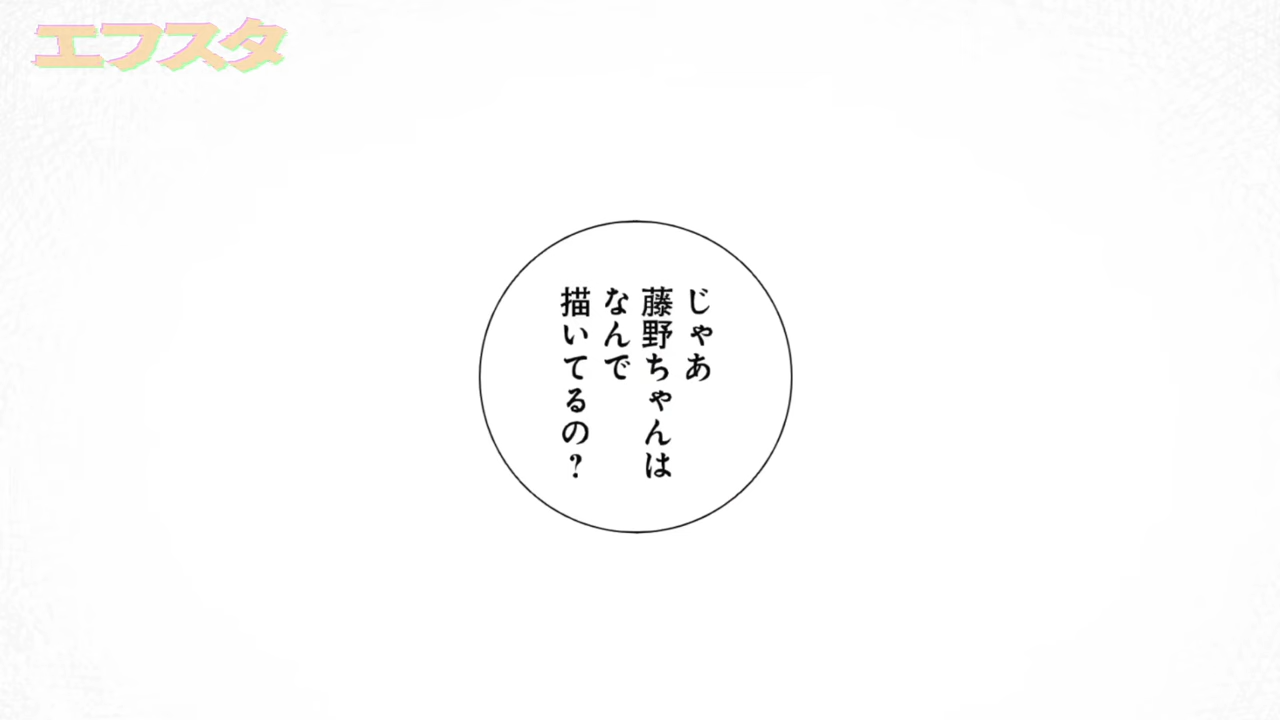 エフスタ
じゃあ
藤野ちゃんは
なんで
描いてるの?